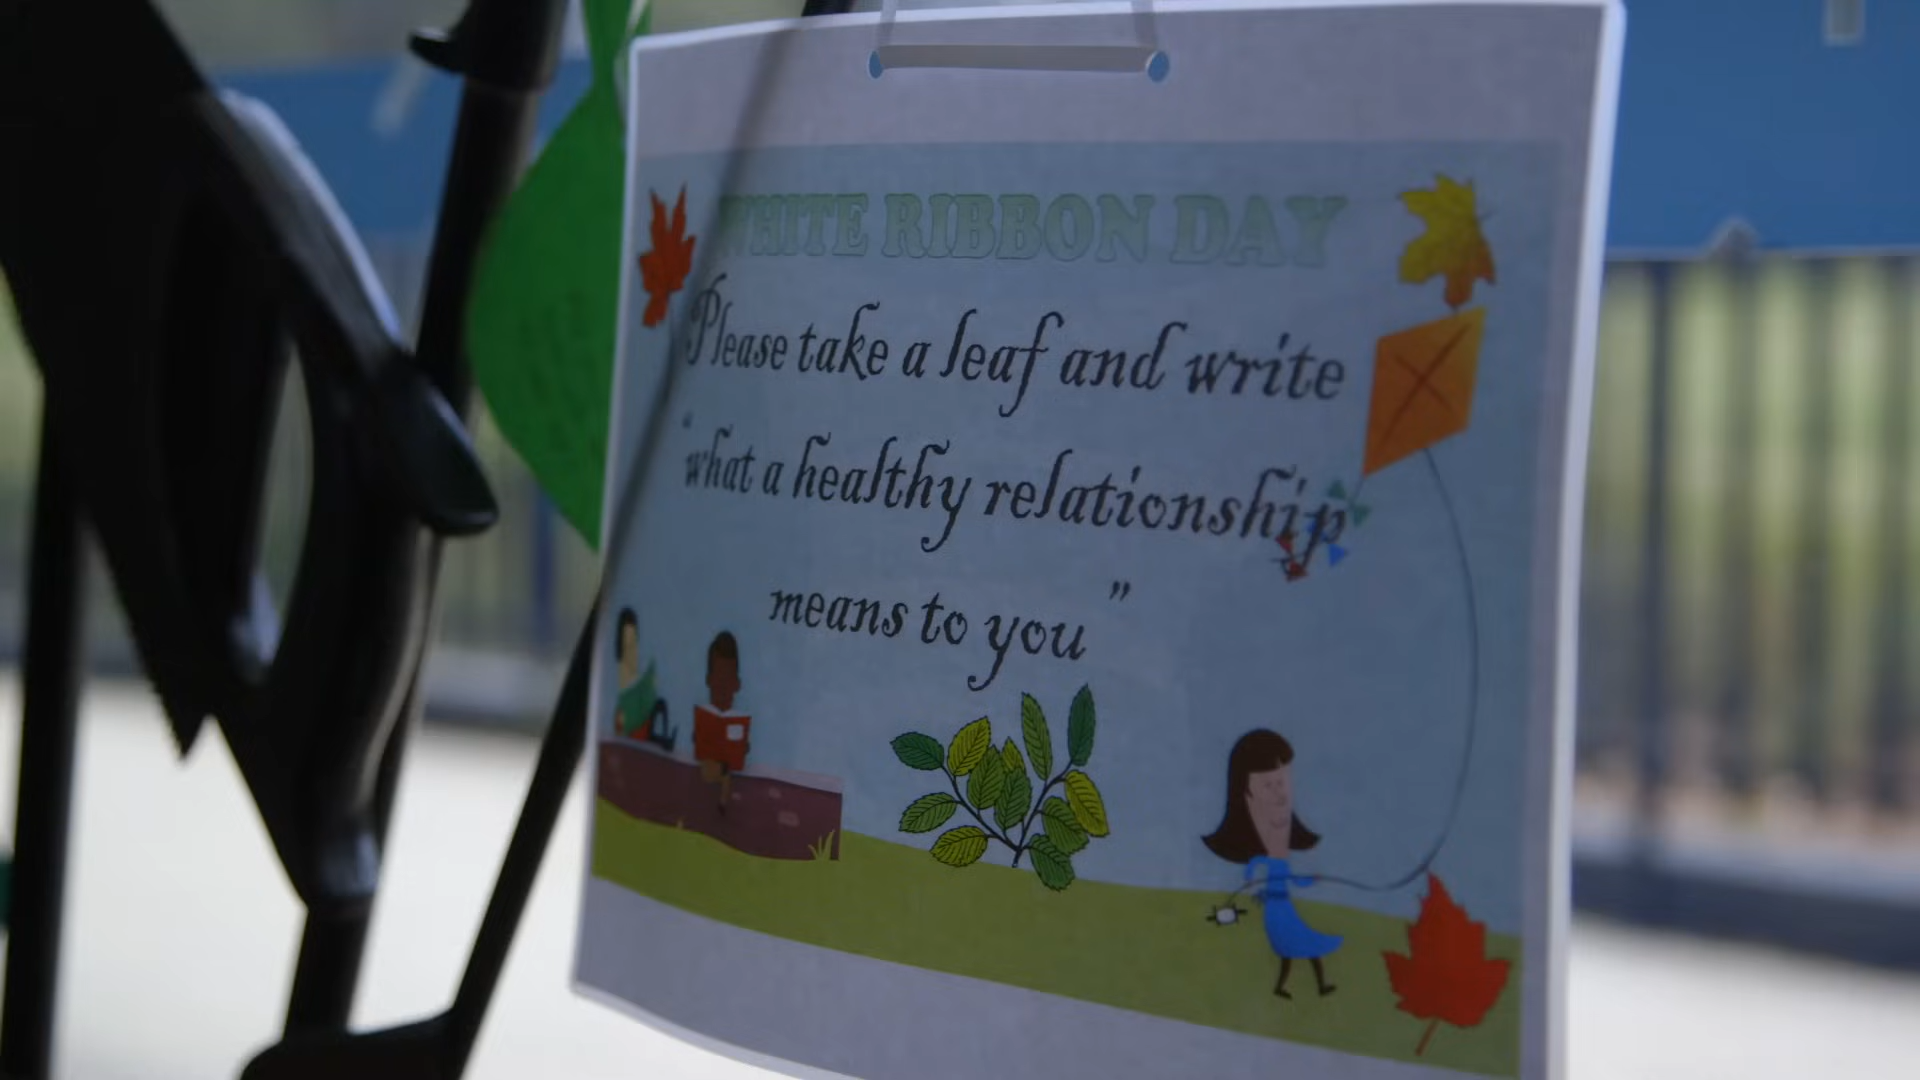 WHITE RIBBON DAY
Please take a leaf and write
"what a healthy relationship
means to you"